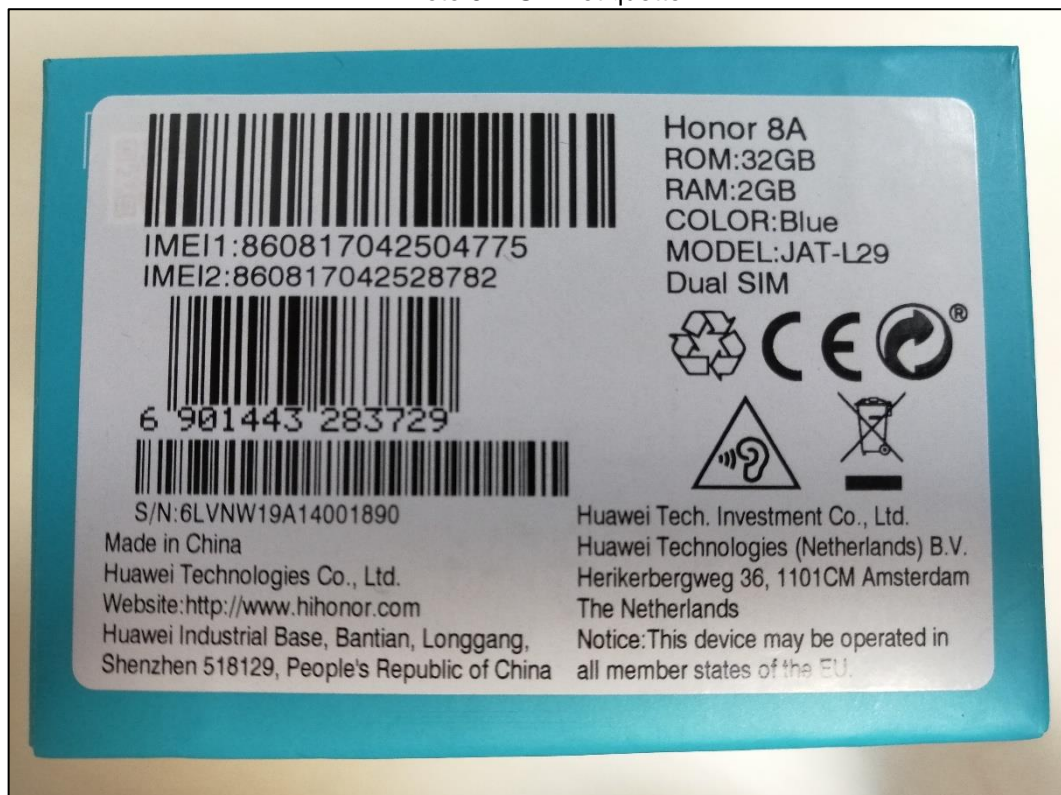 IMEI1:860817042504775
IMEI2:860817042528782
6 901443 283729
S/N:6LVNW19A14001890
Made in China
Huawei Technologies Co., Ltd.
Website:http://www.hihonor.com
Huawei Industrial Base, Bantian, Longgang,
Shenzhen 518129, People's Republic of China
Honor 8A
ROM:32GB
RAM:2GB
COLOR:Blue
MODEL:JAT-L29
Dual SIM
CE
®
Huawei Tech. Investment Co., Ltd.
Huawei Technologies (Netherlands) B.V.
Herikerbergweg 36, 1101CM Amsterdam
The Netherlands
Notice:This device may be operated in
all member states of the EU.